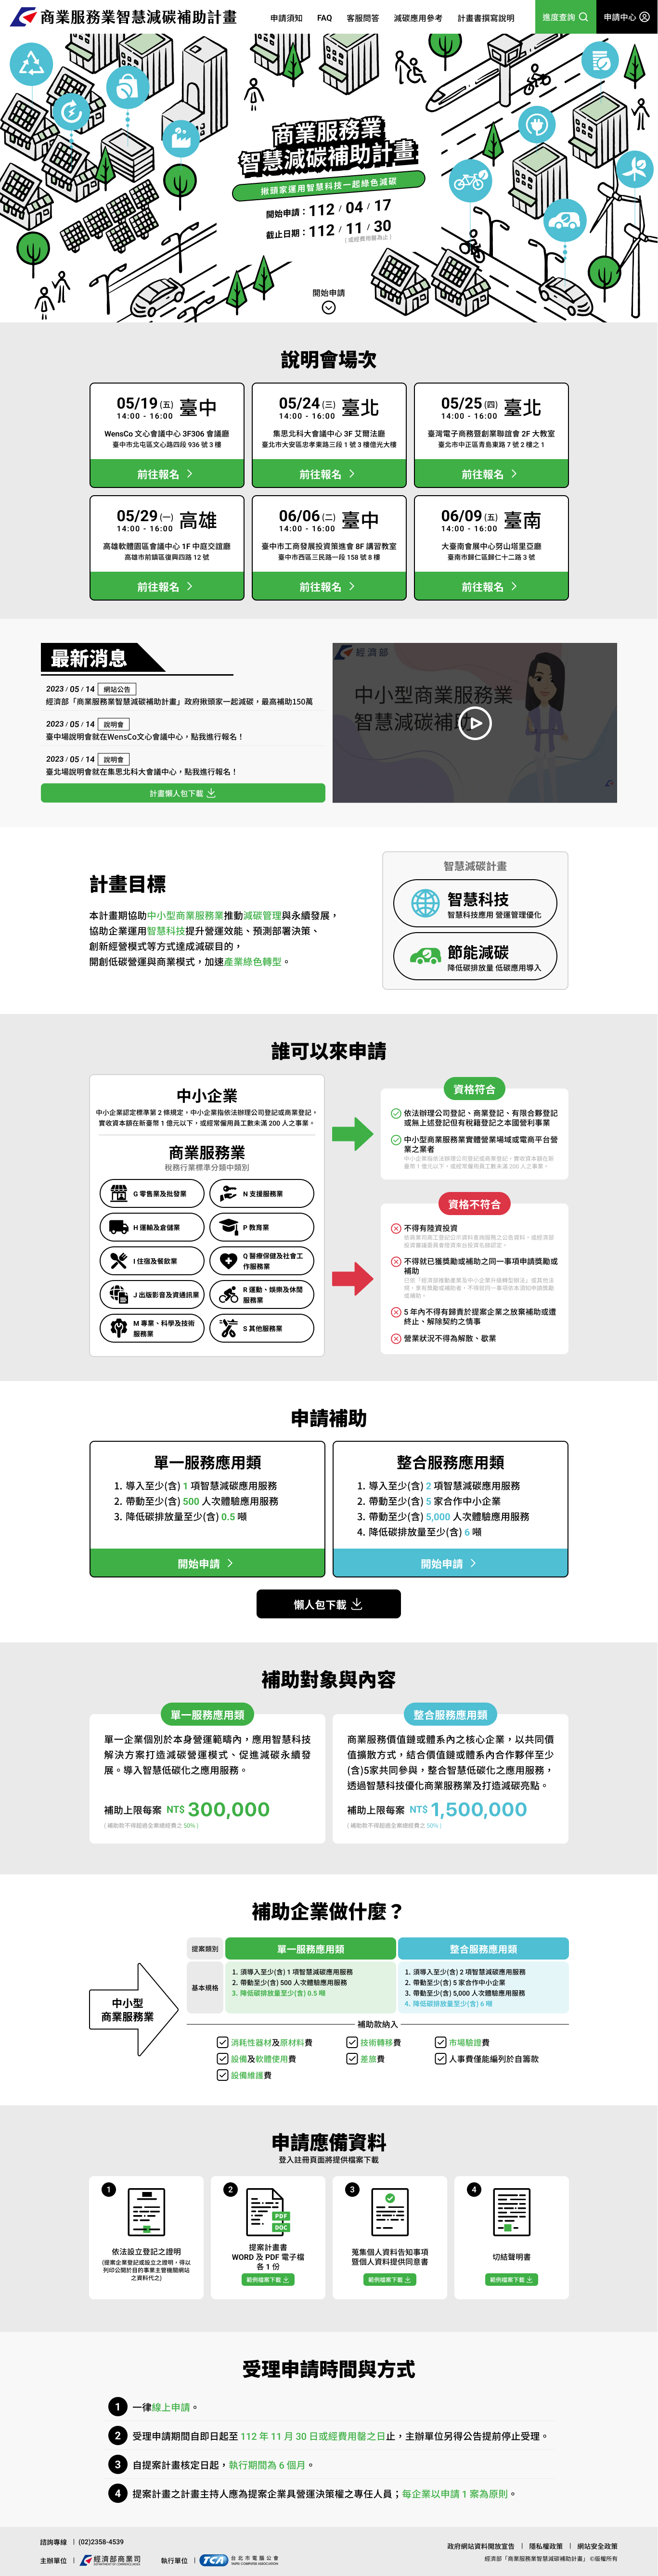 商業服務業智慧減碳補助計畫
申請須知
FAQ
客服問答
減碳應用參考
計畫書撰寫說明
進度查詢
申請中心
商業服務業
智慧減碳補助計畫
揪頭家運用智慧科技一起綠色減碳
開始申請：112 / 04 / 17
截止日期：112 / 11 / 30
( 或經費用罄為止 )
開始申請
說明會場次
05/19 (五) 臺中
14:00 - 16:00
WensCo 文心會議中心 3F306 會議廳
臺中市北屯區文心路四段 936 號 3 樓
前往報名
05/24 (三) 臺北
14:00 - 16:00
集思北科大會議中心 3F 艾爾法廳
臺北市大安區忠孝東路三段 1 號 3 樓億光大樓
前往報名
05/25 (四) 臺北
14:00 - 16:00
臺灣電子商務暨創業聯誼會 2F 大教室
臺北市中正區青島東路 7 號 2 樓之 1
前往報名
05/29 (一) 高雄
14:00 - 16:00
高雄軟體園區會議中心 1F 中庭交誼廳
高雄市前鎮區復興四路 12 號
前往報名
06/06 (二) 臺中
14:00 - 16:00
臺中市工商發展投資策進會 8F 講習教室
臺中市西區三民路一段 158 號 8 樓
前往報名
06/09 (五) 臺南
14:00 - 16:00
大臺南會展中心努山塔里亞廳
臺南市歸仁區歸仁十二路 3 號
前往報名
最新消息
2023 / 05 / 14 網站公告
經濟部「商業服務業智慧減碳補助計畫」政府揪頭家一起減碳，最高補助150萬
2023 / 05 / 14 說明會
臺中場說明會就在WensCo文心會議中心，點我進行報名！
2023 / 05 / 14 說明會
臺北場說明會就在集思北科大會議中心，點我進行報名！
計畫懶人包下載
經濟部
中小型商業服務業
智慧減碳補助
計畫目標
本計畫期協助中小型商業服務業推動減碳管理與永續發展，
協助企業運用智慧科技提升營運效能、預測部署決策、
創新經營模式等方式達成減碳目的，
開創低碳營運與商業模式，加速產業綠色轉型。
智慧減碳計畫
智慧科技
智慧科技應用 營運管理優化
節能減碳
降低碳排放量 低碳應用導入
誰可以來申請
中小企業
中小企業認定標準第 2 條規定，中小企業指依法辦理公司登記或商業登記，
實收資本額在新臺幣 1 億元以下，或經常僱用員工數未滿 200 人之事業。
商業服務業
稅務行業標準分類中類別
G 零售業及批發業
N 支援服務業
H 運輸及倉儲業
P 教育業
I 住宿及餐飲業
Q 醫療保健及社會工
作服務業
J 出版影音及資通訊業
R 運動、娛樂及休閒
服務業
M 專業、科學及技術
服務業
S 其他服務業
資格符合
依法辦理公司登記、商業登記、有限合夥登記
或無上述登記但有稅籍登記之本國營利事業
中小型商業服務業實體營業場域或電商平台營
業之業者
中小企業指依法辦理公司登記或商業登記，實收資本額在新
臺幣 1 億元以下，或經常僱用員工數未滿 200 人之事業。
資格不符合
不得有陸資投資
依商業司商工登記公示資料查詢服務之公告資料，或經濟部
投資審議委員會陸資來台投資名錄認定。
不得就已獲獎勵或補助之同一事項申請獎勵或
補助
已依「經濟部推動產業及中小企業升級轉型辦法」或其他法
規，享有獎勵或補助者，不得就同一事項依本須知申請獎勵
或補助。
5 年內不得有歸責於提案企業之放棄補助或遭
終止、解除契約之情事
營業狀況不得為解散、歇業
申請補助
單一服務應用類
1. 導入至少(含) 1 項智慧減碳應用服務
2. 帶動至少(含) 500 人次體驗應用服務
3. 降低碳排放量至少(含) 0.5 噸
開始申請
整合服務應用類
1. 導入至少(含) 2 項智慧減碳應用服務
2. 帶動至少(含) 5 家合作中小企業
3. 帶動至少(含) 5,000 人次體驗應用服務
4. 降低碳排放量至少(含) 6 噸
開始申請
懶人包下載
補助對象與內容
單一服務應用類
單一企業個別於本身營運範疇內，應用智慧科技
解決方案打造減碳營運模式、促進減碳永續發
展。導入智慧低碳化之應用服務。
補助上限每案 NT$ 300,000
( 補助款不得超過全案總經費之 50% )
整合服務應用類
商業服務價值鏈或體系內之核心企業，以共同價
值擴散方式，結合價值鏈或體系內合作夥伴至少
(含)5家共同參與，整合智慧低碳化之應用服務，
透過智慧科技優化商業服務業及打造減碳亮點。
補助上限每案 NT$ 1,500,000
( 補助款不得超過全案總經費之 50% )
補助企業做什麼？
中小型
商業服務業
提案類別
單一服務應用類
整合服務應用類
基本規格
1. 須導入至少(含) 1 項智慧減碳應用服務
2. 帶動至少(含) 500 人次體驗應用服務
3. 降低碳排放量至少(含) 0.5 噸
1. 須導入至少(含) 2 項智慧減碳應用服務
2. 帶動至少(含) 5 家合作中小企業
3. 帶動至少(含) 5,000 人次體驗應用服務
4. 降低碳排放量至少(含) 6 噸
補助款納入
消耗性器材及原材料費
技術轉移費
市場驗證費
設備及軟體使用費
差旅費
人事費僅能編列於自籌款
設備維護費
申請應備資料
登入註冊頁面將提供檔案下載
1
依法設立登記之證明
(提案企業登記或設立之證明，得以
列印公開於目的事業主管機關網站
之資料代之)
2
PDF
DOC
提案計畫書
WORD 及 PDF 電子檔
各 1 份
範例檔案下載
3
蒐集個人資料告知事項
暨個人資料提供同意書
範例檔案下載
4
切結聲明書
範例檔案下載
受理申請時間與方式
1 一律線上申請。
2 受理申請期間自即日起至 112 年 11 月 30 日或經費用罄之日止，主辦單位另得公告提前停止受理。
3 自提案計畫核定日起，執行期間為 6 個月。
4 提案計畫之計畫主持人應為提案企業具營運決策權之專任人員；每企業以申請 1 案為原則。
諮詢專線 | (02)2358-4539
主辦單位 | 經濟部商業司
執行單位 | TCA 台北市電腦公會
TAIPEI COMPUTER ASSOCIATION
政府網站資料開放宣告 | 隱私權政策 | 網站安全政策
經濟部「商業服務業智慧減碳補助計畫」 ©版權所有